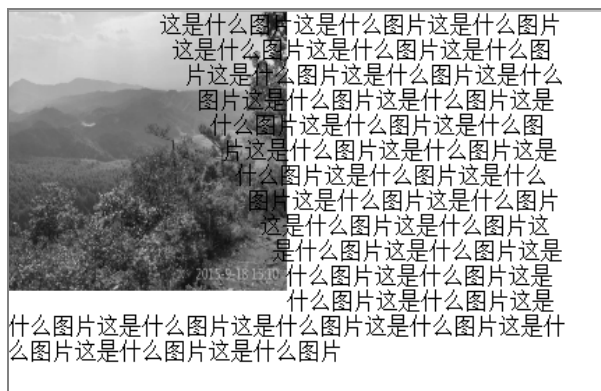 这是什么图片这是什么图片这是什么图片
这是什么图片这是什么图片这是什么图
片这是什么图片这是什么图片这是什么
图片这是什么图片这是什么图片这是
什么图片这是什么图片这是什么图
片这是什么图片这是什么图片这是
什么图片这是什么图片这是什么
图片这是什么图片这是什么图片
这是什么图片这是什么图片这
是什么图片这是什么图片这是
什么图片这是什么图片这是
2015-9-18 15:10
什么图片这是什么图片这是
什么图片这是什么图片这是什么图片这是什么图片这是什
么图片这是什么图片这是什么图片